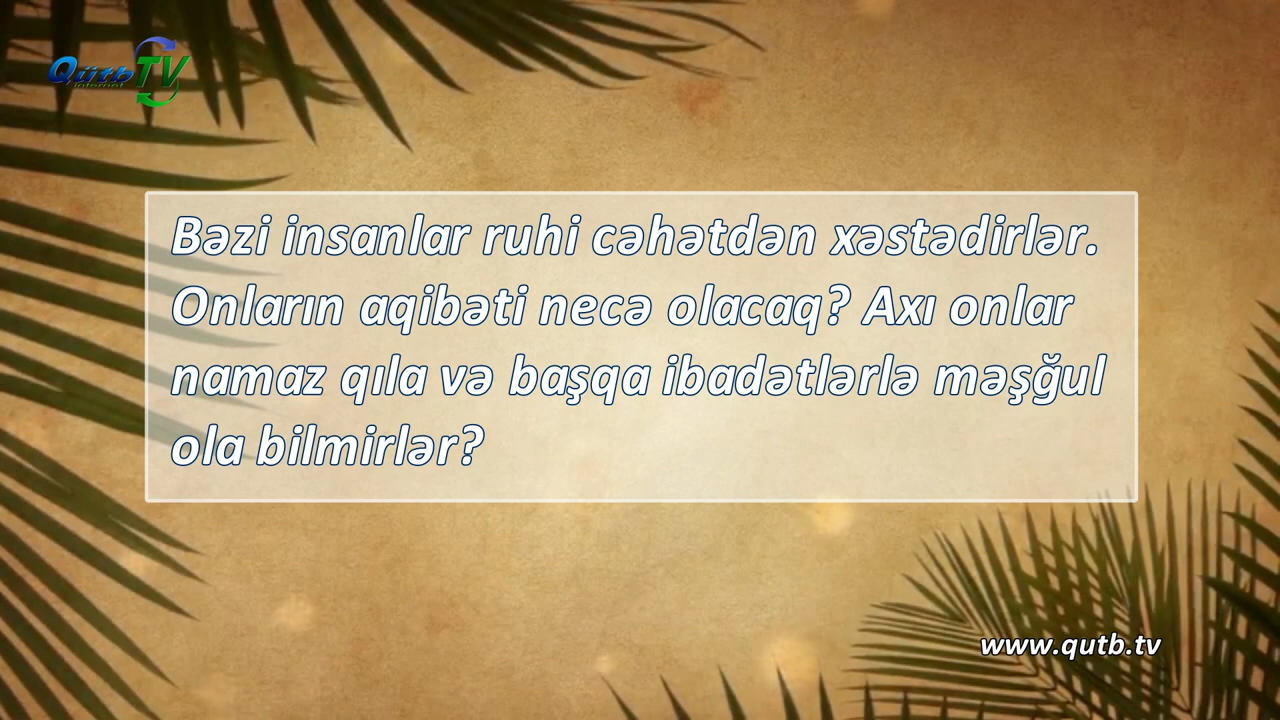 Qütb TV
internet
Bəzi insanlar ruhi cəhətdən xəstədirlər.
Onların aqibəti necə olacaq? Axı onlar
namaz qıla və başqa ibadətlərlə məşğul
ola bilmirlər?
www.qutb.tv